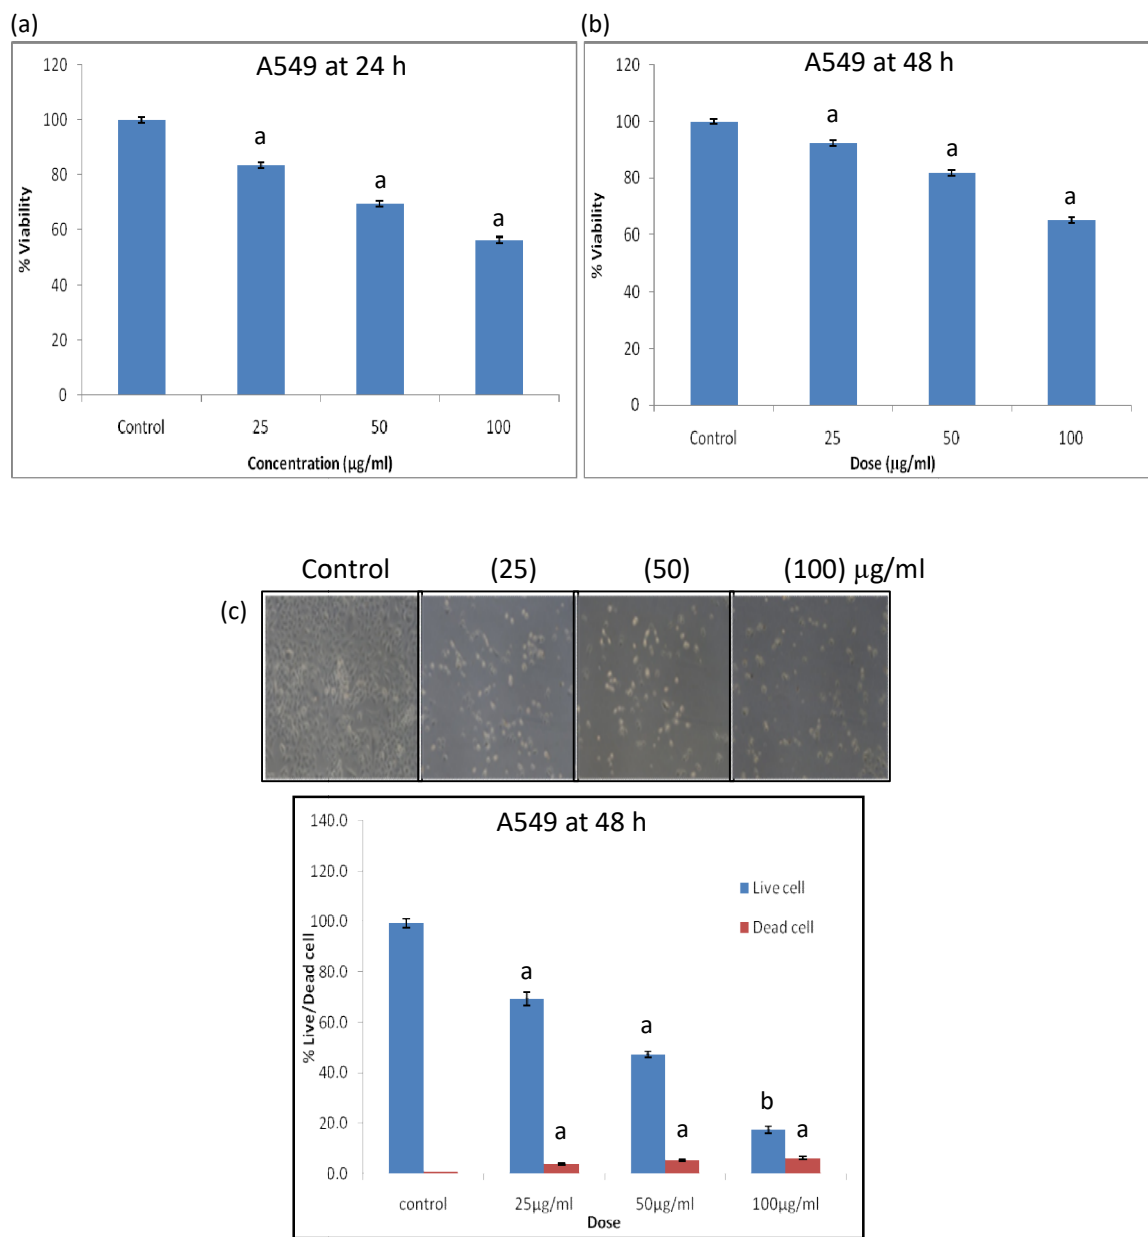 (a)
A549 at 24 h
% Viability
120
100
80
60
40
20
0
a
a
a
Control 25 50 100
Concentration (µg/ml)
(b)
A549 at 48 h
% Viability
120
100
80
60
40
20
0
a
a
a
Control 25 50 100
Dose (µg/ml)
Control (25) (50) (100) µg/ml
(c)
A549 at 48 h
% Live/Dead cell
140.0
120.0
100.0
80.0
60.0
40.0
20.0
0.0
Live cell
Dead cell
a
a
a
a
b
a
control 25µg/ml 50µg/ml 100µg/ml
Dose